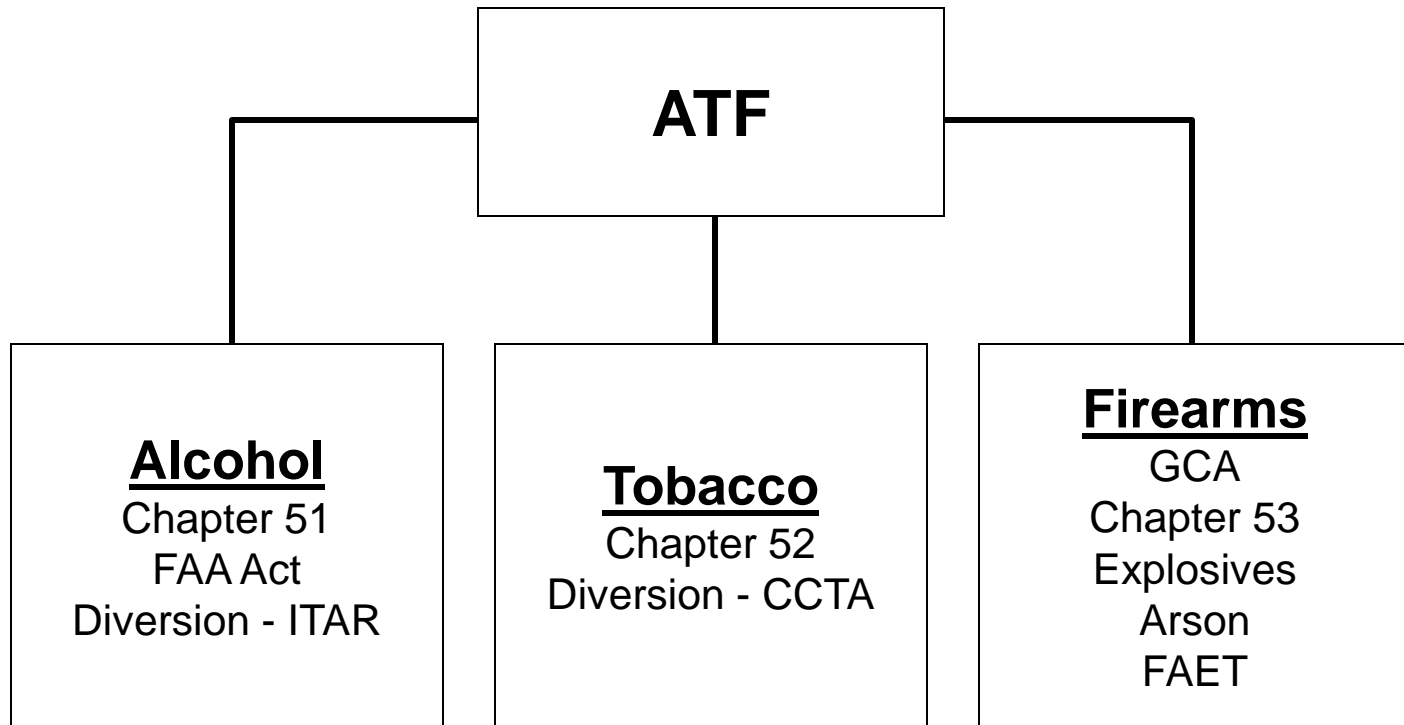 ATF
Alcohol
Chapter 51
FAA Act
Diversion - ITAR
Tobacco
Chapter 52
Diversion - CCTA
Firearms
GCA
Chapter 53
Explosives
Arson
FAET